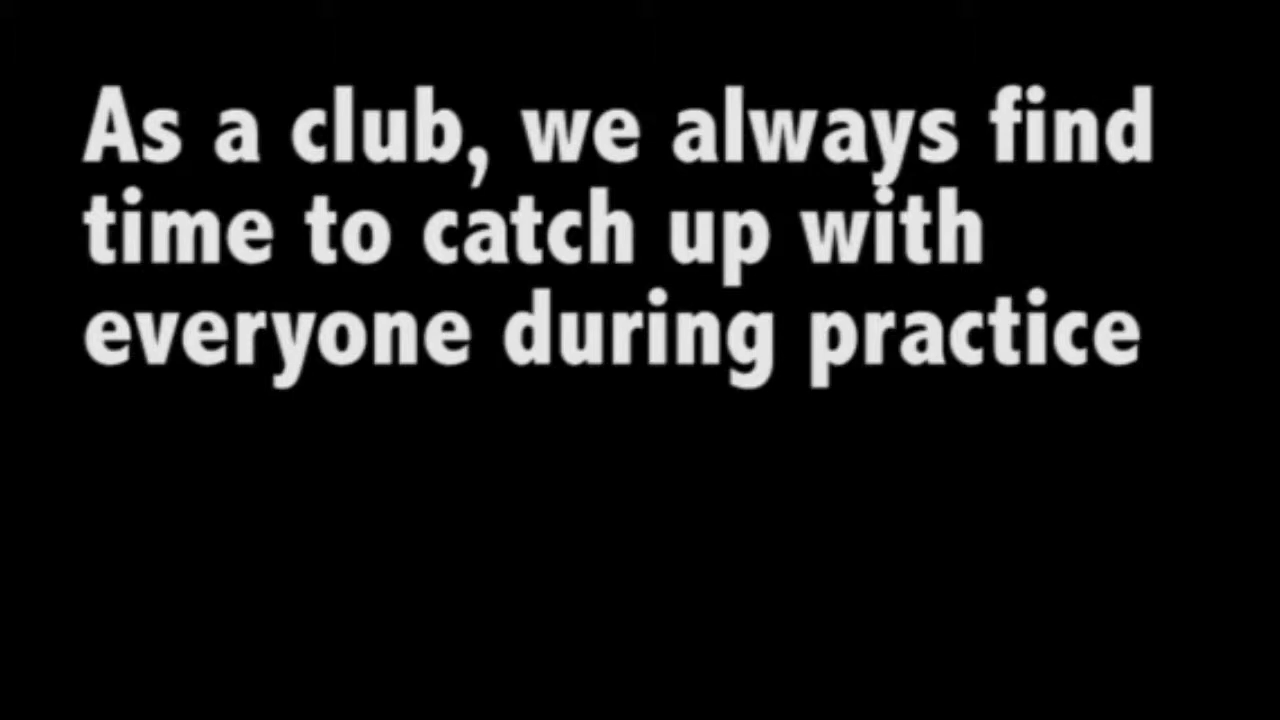 As a club, we always find
time to catch up with
everyone during practice